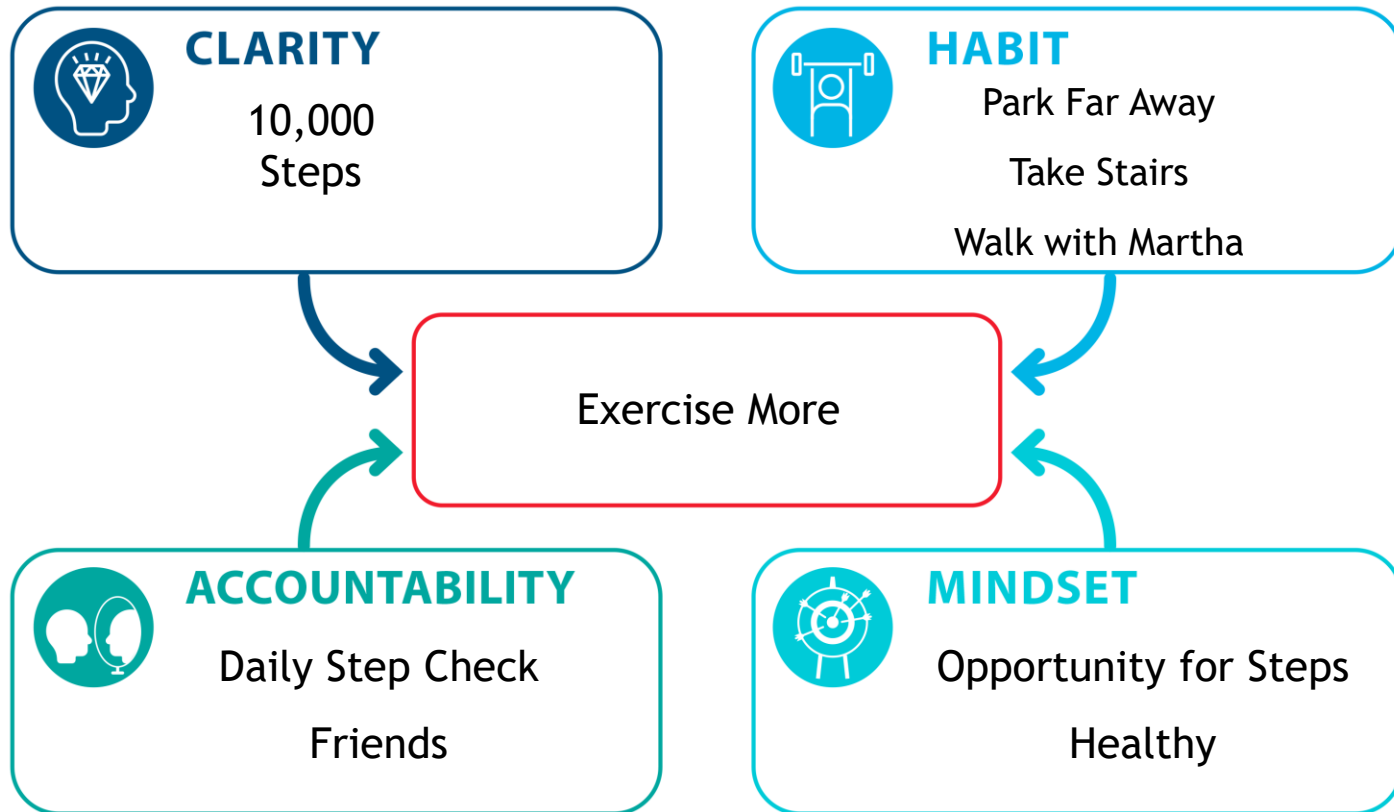 CLARITY
10,000
Steps
HABIT
Park Far Away
Take Stairs
Walk with Martha
Exercise More
ACCOUNTABILITY
Daily Step Check
Friends
MINDSET
Opportunity for Steps
Healthy